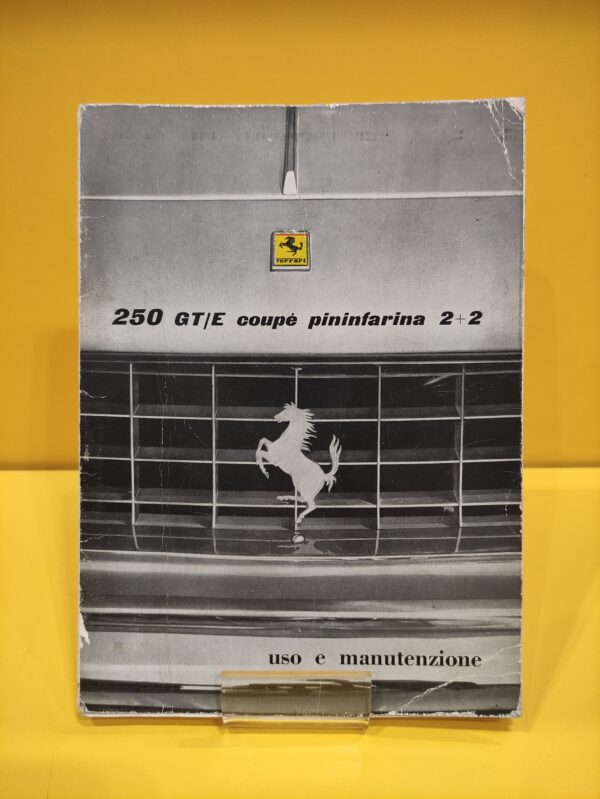 Ferrari
250 GT/E coupé pininfarina 2+2
uso e manutenzione